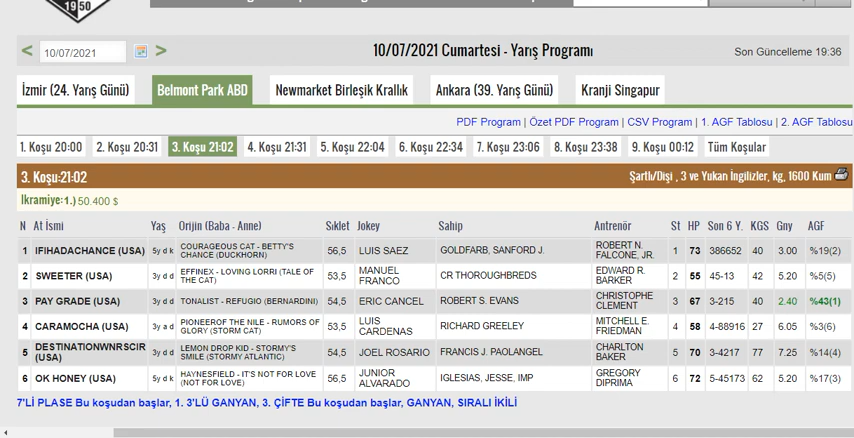 1950
< 10/07/2021 > 10/07/2021 Cumartesi - Yarış Programı Son Güncelleme 19:36
İzmir (24. Yarış Günü) Belmont Park ABD Newmarket Birleşik Krallık Ankara (39. Yarış Günü) Kranji Singapur
PDF Program | Özet PDF Program | CSV Program | 1. AGF Tablosu | 2. AGF Tablosu
1. Koşu 20:00 2. Koşu 20:31 3. Koşu 21:02 4. Koşu 21:31 5. Koşu 22:04 6. Koşu 22:34 7. Koşu 23:06 8. Koşu 23:38 9. Koşu 00:12 Tüm Koşular
3. Koşu:21:02 Şartlı/Dişi , 3 ve Yukarı İngilizler, kg, 1600 Kum
Ikramiye:1.) 50.400 $
N At İsmi Yaş Orijin (Baba - Anne) Sıklet Jokey Sahip Antrenör St HP Son 6 Y. KGS Gny AGF
1 IFIHADACHANCE (USA) 5y d k COURAGEOUS CAT - BETTY'S CHANCE (DUCKHORN) 56,5 LUIS SAEZ GOLDFARB, SANFORD J. ROBERT N. FALCONE, JR. 1 73 386652 40 3.00 %19(2)
2 SWEETER (USA) 3y d d EFFINEX - LOVING LORRI (TALE OF THE CAT) 53,5 MANUEL FRANCO CR THOROUGHBREDS EDWARD R. BARKER 2 55 45-13 42 5.20 %5(5)
3 PAY GRADE (USA) 3y d d TONALIST - REFUGIO (BERNARDINI) 54,5 ERIC CANCEL ROBERT S. EVANS CHRISTOPHE CLEMENT 3 67 3-215 40 2.40 %43(1)
4 CARAMOCHA (USA) 3y a d PIONEEROF THE NILE - RUMORS OF GLORY (STORM CAT) 53,5 LUIS CARDENAS RICHARD GREELEY MITCHELL E. FRIEDMAN 4 58 4-88916 27 6.05 %3(6)
5 DESTINATIONWNRSCIR (USA) 3y d d LEMON DROP KID - STORMY'S SMILE (STORMY ATLANTIC) 54,5 JOEL ROSARIO FRANCIS J. PAOLANGEL CHARLTON BAKER 5 70 3-4217 77 7.25 %14(4)
6 OK HONEY (USA) 5y d k HAYNESFIELD - IT'S NOT FOR LOVE (NOT FOR LOVE) 56,5 JUNIOR ALVARADO IGLESIAS, JESSE, IMP GREGORY DIPRIMA 6 72 5-45173 62 5.20 %17(3)
7'Lİ PLASE Bu koşudan başlar, 1. 3'LÜ GANYAN, 3. ÇİFTE Bu koşudan başlar, GANYAN, SIRALI İKİLİ